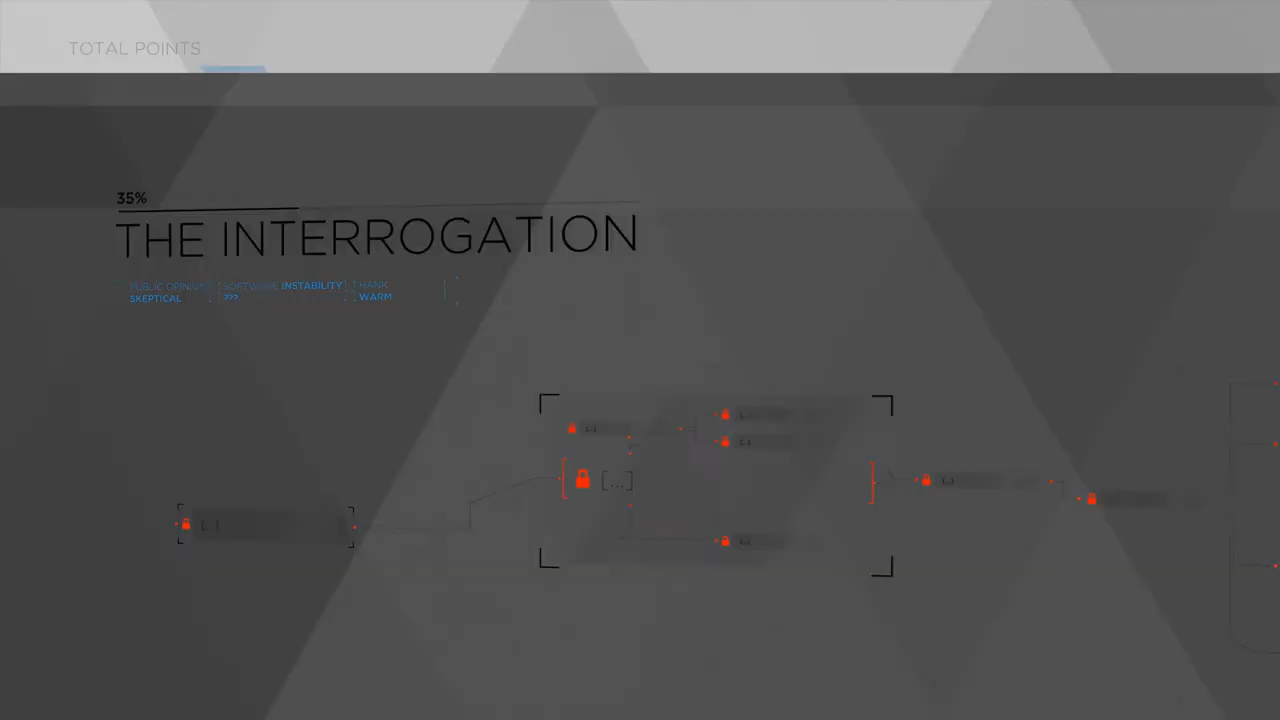 TOTAL POINTS
35%
THE INTERROGATION
PUBLIC OPINION SOFTWARE INSTABILITY HANK
SKEPTICAL ??? WARM
[...]